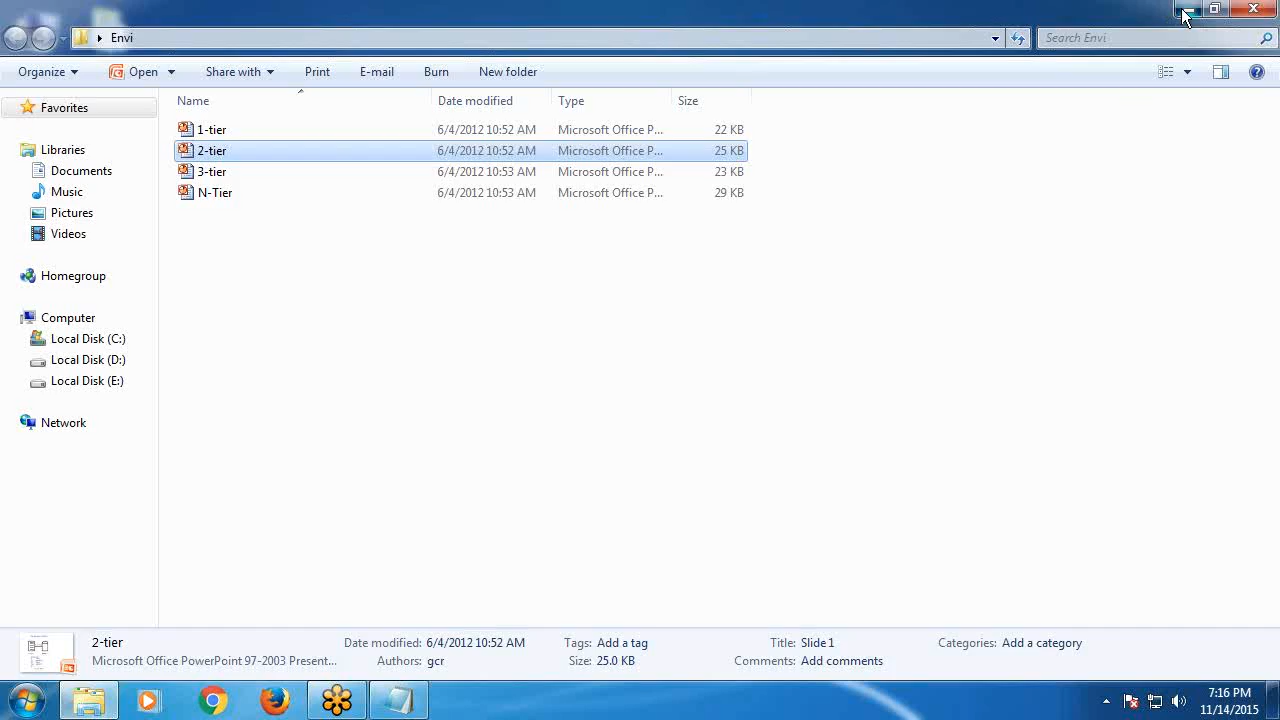 Envi
Search Envi
Organize Open Share with Print E-mail Burn New folder
Name Date modified Type Size
Favorites
Libraries
Documents
Music
Pictures
Videos
Homegroup
Computer
Local Disk (C:)
Local Disk (D:)
Local Disk (E:)
Network
1-tier 6/4/2012 10:52 AM Microsoft Office P... 22 KB
2-tier 6/4/2012 10:52 AM Microsoft Office P... 25 KB
3-tier 6/4/2012 10:53 AM Microsoft Office P... 23 KB
N-Tier 6/4/2012 10:53 AM Microsoft Office P... 29 KB
2-tier Date modified: 6/4/2012 10:52 AM Tags: Add a tag Title: Slide 1 Categories: Add a category
Microsoft Office PowerPoint 97-2003 Present... Authors: gcr Size: 25.0 KB Comments: Add comments
7:16 PM
11/14/2015